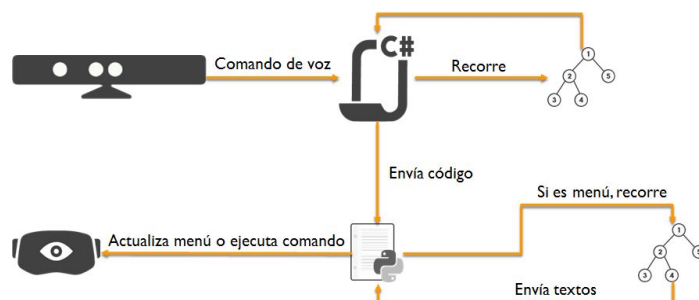 C#
Comando de voz
Recorre
1
2
5
3
4
Envía código
Si es menú, recorre
Actualiza menú o ejecuta comando
1
2
5
3
4
Envía textos